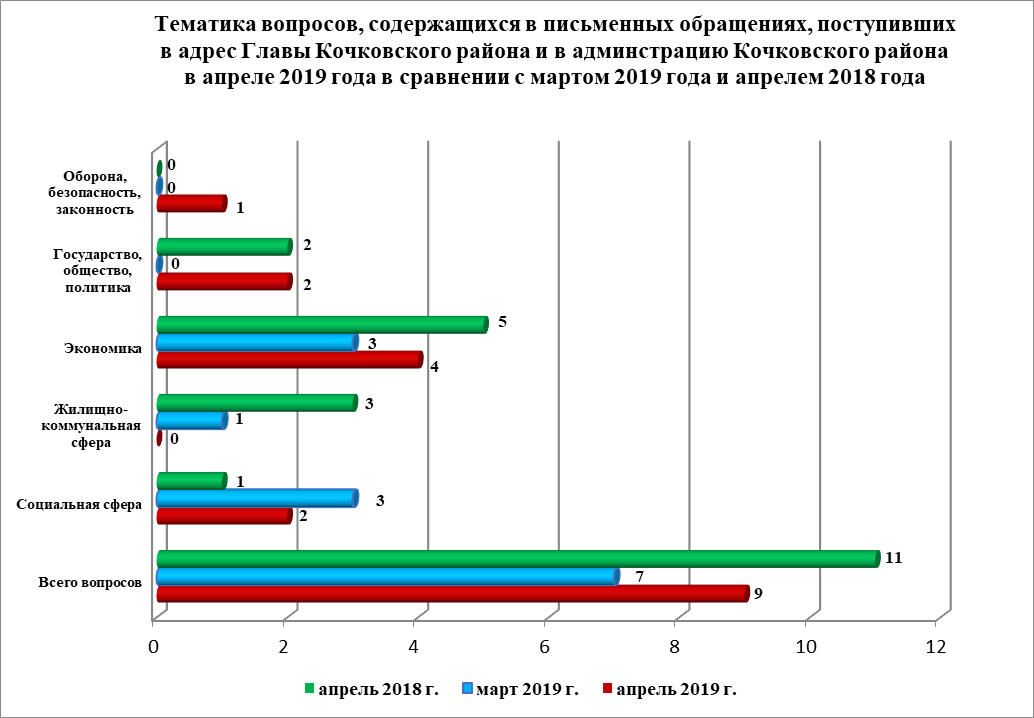 Тематика вопросов, содержащихся в письменных обращениях, поступивших
в адрес Главы Кочковского района и в админстрацию Кочковского района
в апреле 2019 года в сравнении с мартом 2019 года и апрелем 2018 года
Оборона,
безопасность,
законность
0
0
1
Государство,
общество,
политика
2
0
2
Экономика
5
3
4
Жилищно-
коммунальная
сфера
3
1
0
Социальная сфера
1
3
2
Всего вопросов
11
7
9
0 2 4 6 8 10 12
апрель 2018 г. март 2019 г. апрель 2019 г.